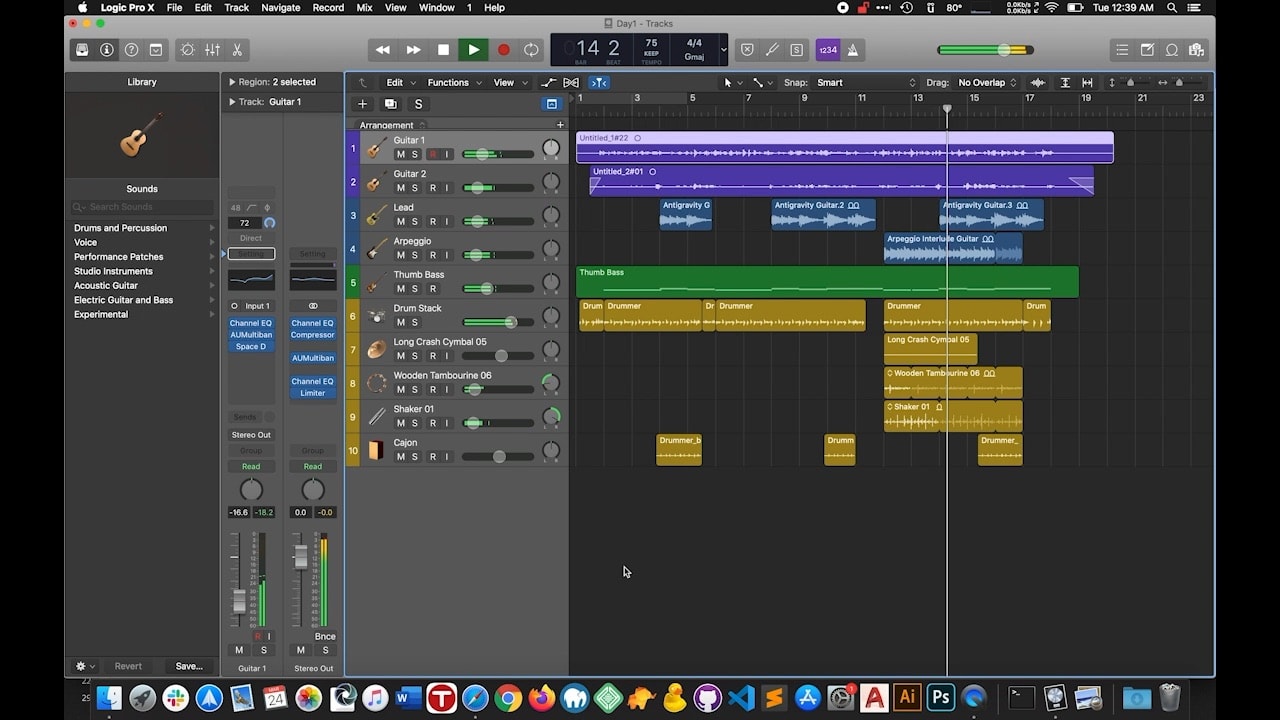 Logic Pro X File Edit Track Navigate Record Mix View Window 1 Help 80° 0.0K/s 0.0K/s Tue 12:39 AM
Day1 - Tracks
14 2 75 4/4 1234
BAR BEAT KEEP TEMPO Gmaj
Library Region: 2 selected Edit Functions View Snap: Smart Drag: No Overlap
Track: Guitar 1 S 1 3 5 7 9 11 13 15 17 19 21 23
Arrangement
1 Guitar 1 M S R I Untitled_1#22
2 Guitar 2 M S R I Untitled_2#01
Sounds
Search Sounds
Drums and Percussion
Voice
Performance Patches
Studio Instruments
Acoustic Guitar
Electric Guitar and Bass
Experimental
48
72
Direct
Setting Setting
Input 1
Channel EQ Channel EQ
AUMultiban Compressor
Space D
AUMultiban
Channel EQ
Limiter
Sends
Stereo Out
Group Group
Read Read
-16.6 -18.2 0.0 -0.0
R I Bnce
M S M S
Guitar 1 Stereo Out
3 Lead M S R I Antigravity G Antigravity Guitar.2 Antigravity Guitar.3
4 Arpeggio M S R I Arpeggio Interlude Guitar
5 Thumb Bass M S R Thumb Bass
6 Drum Stack M S Drum Drummer Dr Drummer Drummer Drum
7 Long Crash Cymbal 05 M S R I Long Crash Cymbal 05
8 Wooden Tambourine 06 M S R I Wooden Tambourine 06
9 Shaker 01 M S R I Shaker 01
10 Cajon M S R I Drummer_b Drumm Drummer_
Revert Save...
24
Ai Ps